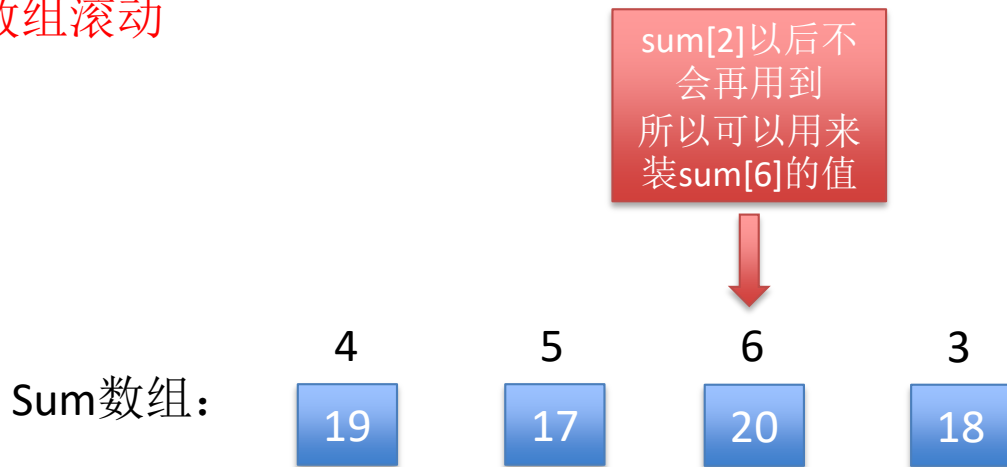 数组滚动
sum[2]以后不
会再用到
所以可以用来
装sum[6]的值
4 5 6 3
Sum数组：
19 17 20 18